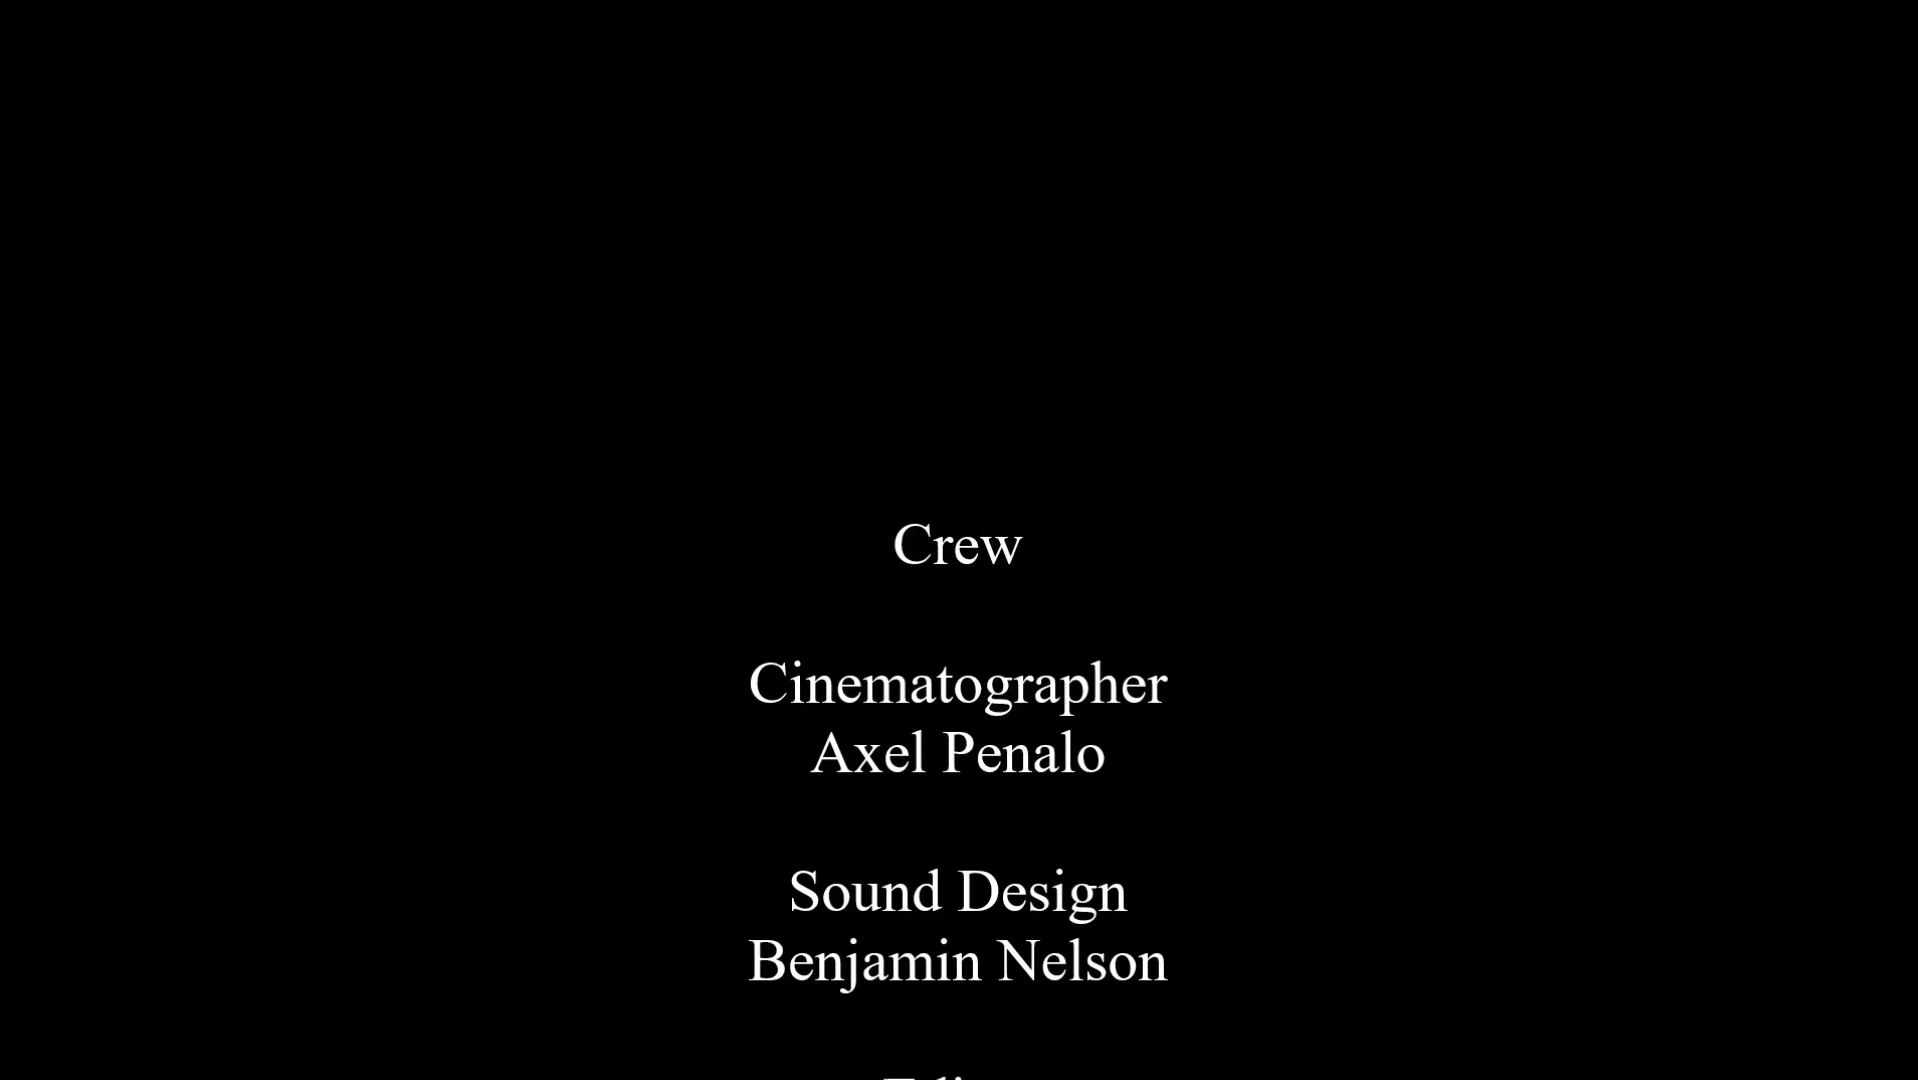 Crew
Cinematographer
Axel Penalo
Sound Design
Benjamin Nelson